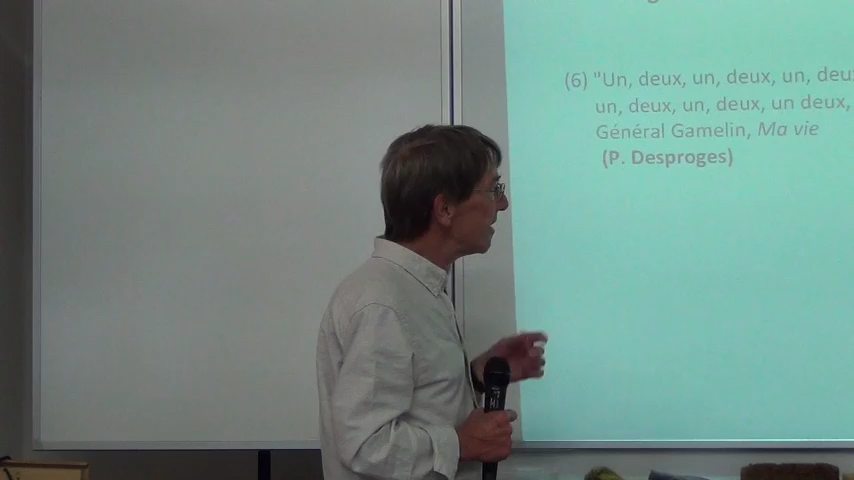 (6) "Un, deux, un, deux, un, deux
un, deux, un, deux, un deux,
Général Gamelin, Ma vie
(P. Desproges)